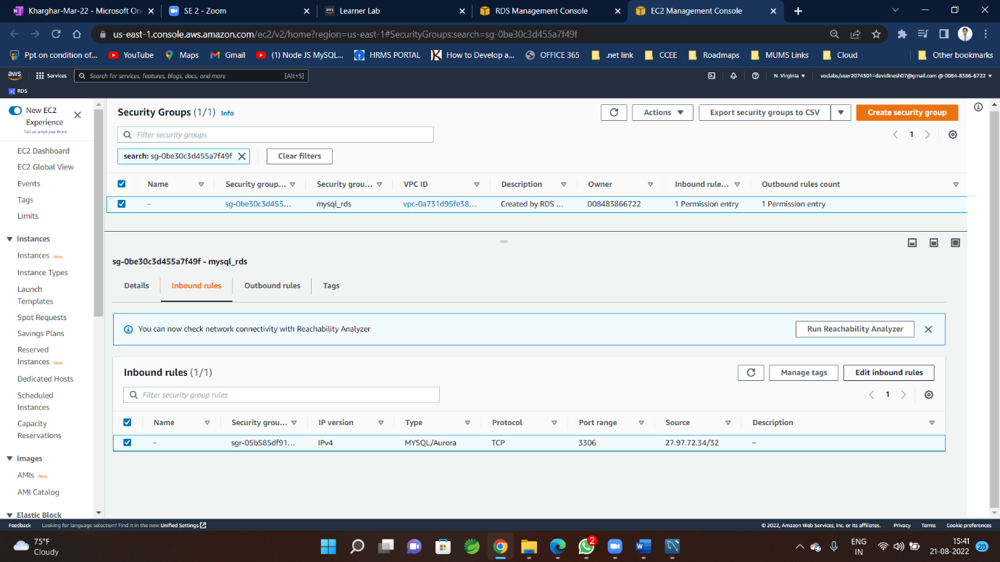 Kharghar-Mar-22 - Microsoft On
SE 2 - Zoom
aws Learner Lab
RDS Management Console
EC2 Management Console
us-east-1.console.aws.amazon.com/ec2/v2/home?region=us-east-1#SecurityGroups:search=sg-0be30c3d455a7f49f
Ppt on condition of... YouTube Maps Gmail (1) Node JS MySQL... HRMS PORTAL How to Develop a... OFFICE 365 .net link CCEE Roadmaps MUMS Links Cloud Other bookmarks
aws Services Search for services, features, blogs, docs, and more [Alt+S] N. Virginia voclabs/user2074301=devidinesh07@gmail.com @ 0084-8386-6722
RDS
New EC2
Experience
Tell us what you think
EC2 Dashboard
EC2 Global View
Events
Tags
Limits
Instances
Instances New
Instance Types
Launch
Templates
Spot Requests
Savings Plans
Reserved
Instances New
Dedicated Hosts
Scheduled
Instances
Capacity
Reservations
Images
AMIs New
AMI Catalog
Elastic Block
Security Groups (1/1) Info
Actions Export security groups to CSV Create security group
Filter security groups
1
search: sg-0be30c3d455a7f49f Clear filters
Name Security group... Security grou... VPC ID Description Owner Inbound rule... Outbound rules count
– sg-0be30c3d455... mysql_rds vpc-0a731d95fe38... Created by RDS ... 008483866722 1 Permission entry 1 Permission entry
sg-0be30c3d455a7f49f - mysql_rds
Details Inbound rules Outbound rules Tags
You can now check network connectivity with Reachability Analyzer Run Reachability Analyzer
Inbound rules (1/1) Manage tags Edit inbound rules
Filter security group rules
1
Name Security grou... IP version Type Protocol Port range Source Description
– sgr-05b585df91... IPv4 MYSQL/Aurora TCP 3306 27.97.72.34/32 –
Feedback Looking for language selection? Find it in the new Unified Settings © 2022, Amazon Web Services, Inc. or its affiliates. Privacy Terms Cookie preferences
75°F
Cloudy
2
ENG
IN
15:41
21-08-2022
20